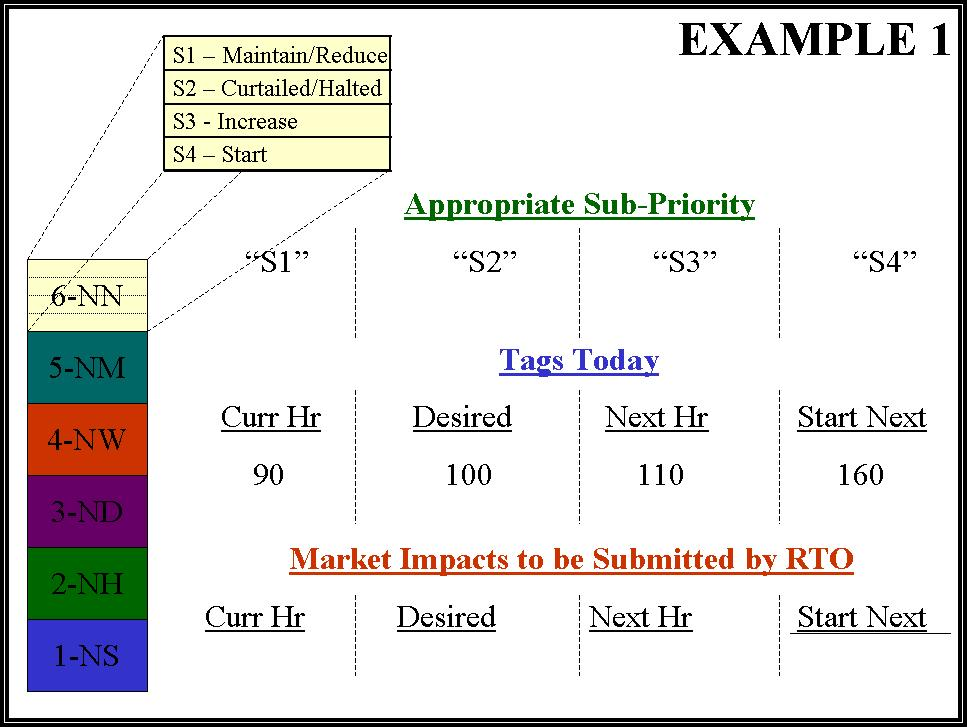 EXAMPLE 1
S1 – Maintain/Reduce
S2 – Curtailed/Halted
S3 - Increase
S4 – Start
Appropriate Sub-Priority
“S1” “S2” “S3” “S4”
6-NN
5-NM
4-NW
3-ND
2-NH
1-NS
Tags Today
Curr Hr Desired Next Hr Start Next
90 100 110 160
Market Impacts to be Submitted by RTO
Curr Hr Desired Next Hr Start Next